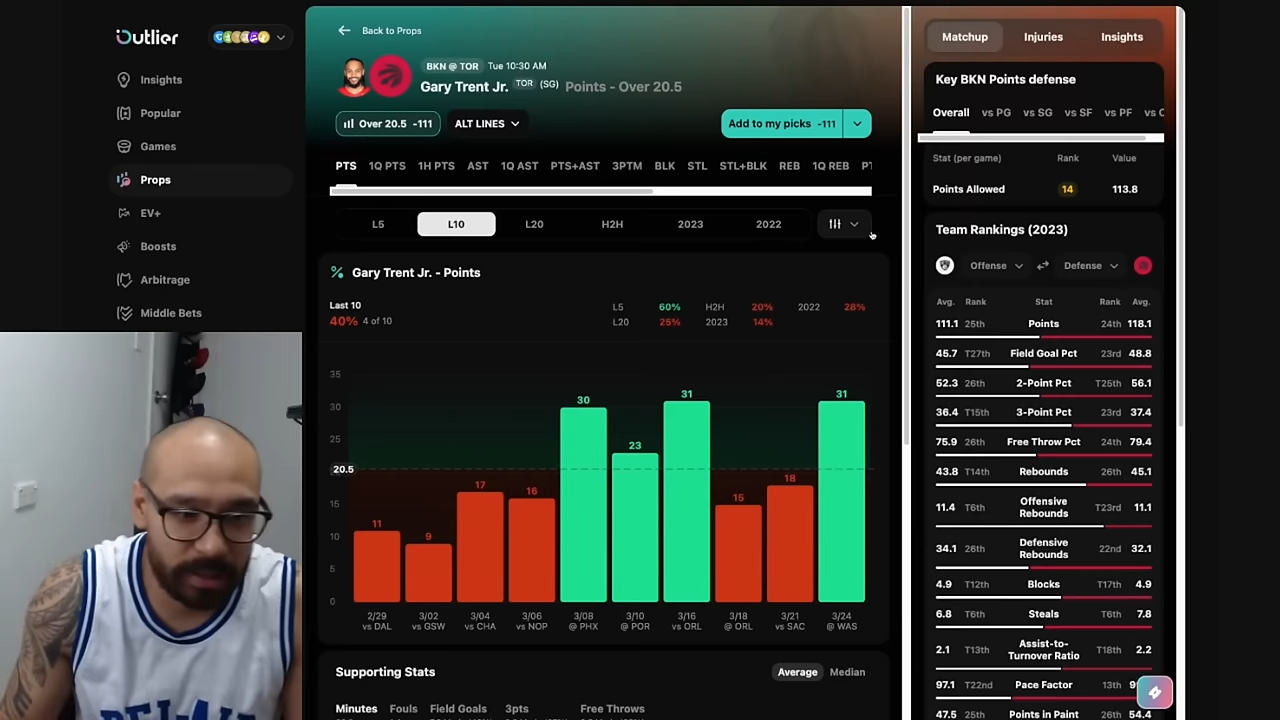 Outlier
Insights
Popular
Games
Props
EV+
Boosts
Arbitrage
Middle Bets
Back to Props
BKN @ TOR Tue 10:30 AM
Gary Trent Jr. TOR (SG) Points - Over 20.5
Over 20.5 -111 ALT LINES Add to my picks -111
PTS 1Q PTS 1H PTS AST 1Q AST PTS+AST 3PTM BLK STL STL+BLK REB 1Q REB
L5 L10 L20 H2H 2023 2022
Gary Trent Jr. - Points
Last 10
40% 4 of 10
L5 60% H2H 20% 2022 28%
L20 25% 2023 14%
35
30
25
20.5
15
10
5
0
11 9 17 16 30 23 31 15 18 31
2/29 3/02 3/04 3/06 3/08 3/10 3/16 3/18 3/21 3/24
vs DAL vs GSW vs CHA vs NOP @ PHX @ POR vs ORL @ ORL vs SAC @ WAS
Supporting Stats Average Median
Minutes Fouls Field Goals 3pts Free Throws
Matchup Injuries Insights
Key BKN Points defense
Overall vs PG vs SG vs SF vs PF vs C
Stat (per game) Rank Value
Points Allowed 14 113.8
Team Rankings (2023)
Offense Defense
Avg. Rank Stat Rank Avg.
111.1 25th Points 24th 118.1
45.7 T27th Field Goal Pct 23rd 48.8
52.3 26th 2-Point Pct T25th 56.1
36.4 T15th 3-Point Pct 23rd 37.4
75.9 26th Free Throw Pct 24th 79.4
43.8 T14th Rebounds 26th 45.1
11.4 T6th Offensive Rebounds T23rd 11.1
34.1 26th Defensive Rebounds 22nd 32.1
4.9 T12th Blocks T17th 4.9
6.8 T6th Steals T6th 7.8
2.1 T13th Assist-to-Turnover Ratio T18th 2.2
97.1 T22nd Pace Factor 13th
47.5 25th Points in Paint 26th 54.4